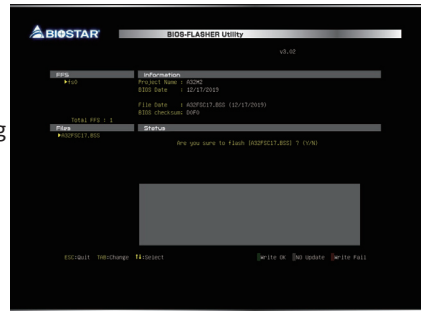 BIOSTAR
BIOS-FLASHER Utility
v3.02
FFS
fs0
Total FFS : 1
Information
Project Name : A32M2
BIOS Date : 12/17/2019
File Date : A32FSC17.BSS (12/17/2019)
BIOS checksum: D0F0
Files
A32FSC17.BSS
Status
Are you sure to flash [A32FSC17.BSS] ? (Y/N)
ESC:Quit TAB:Change ↑↓:Select
Write OK NO Update Write Fail
g